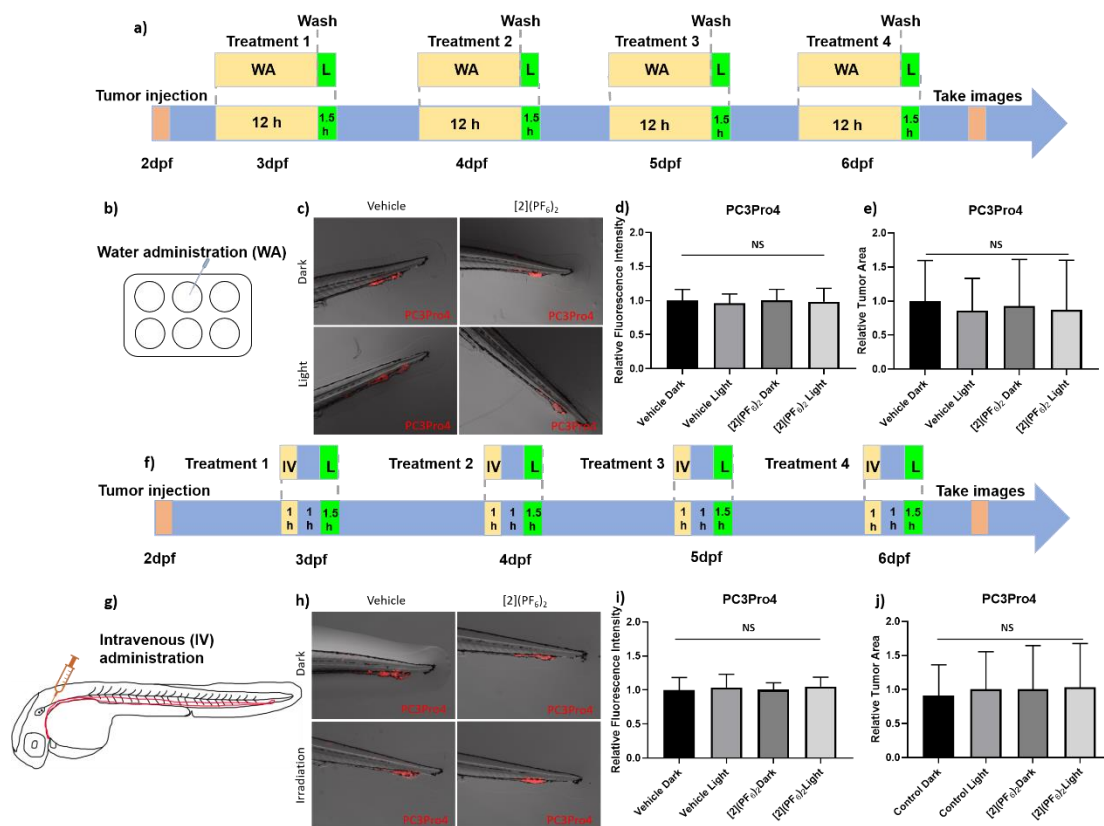 a)
Wash Wash Wash Wash
Treatment 1 Treatment 2 Treatment 3 Treatment 4
WA L WA L WA L WA L
Tumor injection Take images
12 h 1.5 h 12 h 1.5 h 12 h 1.5 h 12 h 1.5 h
2dpf 3dpf 4dpf 5dpf 6dpf
b)
Water administration (WA)
c)
Vehicle [2](PF₆)₂
Dark
PC3Pro4 PC3Pro4
Light
PC3Pro4 PC3Pro4
d)
PC3Pro4
NS
Relative Fluorescence Intensity
2.0
1.5
1.0
0.5
0.0
Vehicle Dark
Vehicle Light
[2](PF₆)₂ Dark
[2](PF₆)₂ Light
e)
PC3Pro4
NS
Relative Tumor Area
2.0
1.5
1.0
0.5
0.0
Vehicle Dark
Vehicle Light
[2](PF₆)₂ Dark
[2](PF₆)₂ Light
f)
Treatment 1 IV L Treatment 2 IV L Treatment 3 IV L Treatment 4 IV L
Tumor injection Take images
1 h 1 h 1.5 h 1 h 1 h 1.5 h 1 h 1 h 1.5 h 1 h 1 h 1.5 h
2dpf 3dpf 4dpf 5dpf 6dpf
g)
Intravenous (IV)
administration
h)
Vehicle [2](PF₆)₂
Dark
PC3Pro4 PC3Pro4
Irradiation
PC3Pro4 PC3Pro4
i)
PC3Pro4
NS
Relative Fluorescence Intensity
2.0
1.5
1.0
0.5
0.0
Vehicle Dark
Vehicle Light
[2](PF₆)₂Dark
[2](PF₆)₂Light
j)
PC3Pro4
NS
Relative Tumor Area
2.0
1.5
1.0
0.5
0.0
Control Dark
Control Light
[2](PF₆)₂Dark
[2](PF₆)₂Light